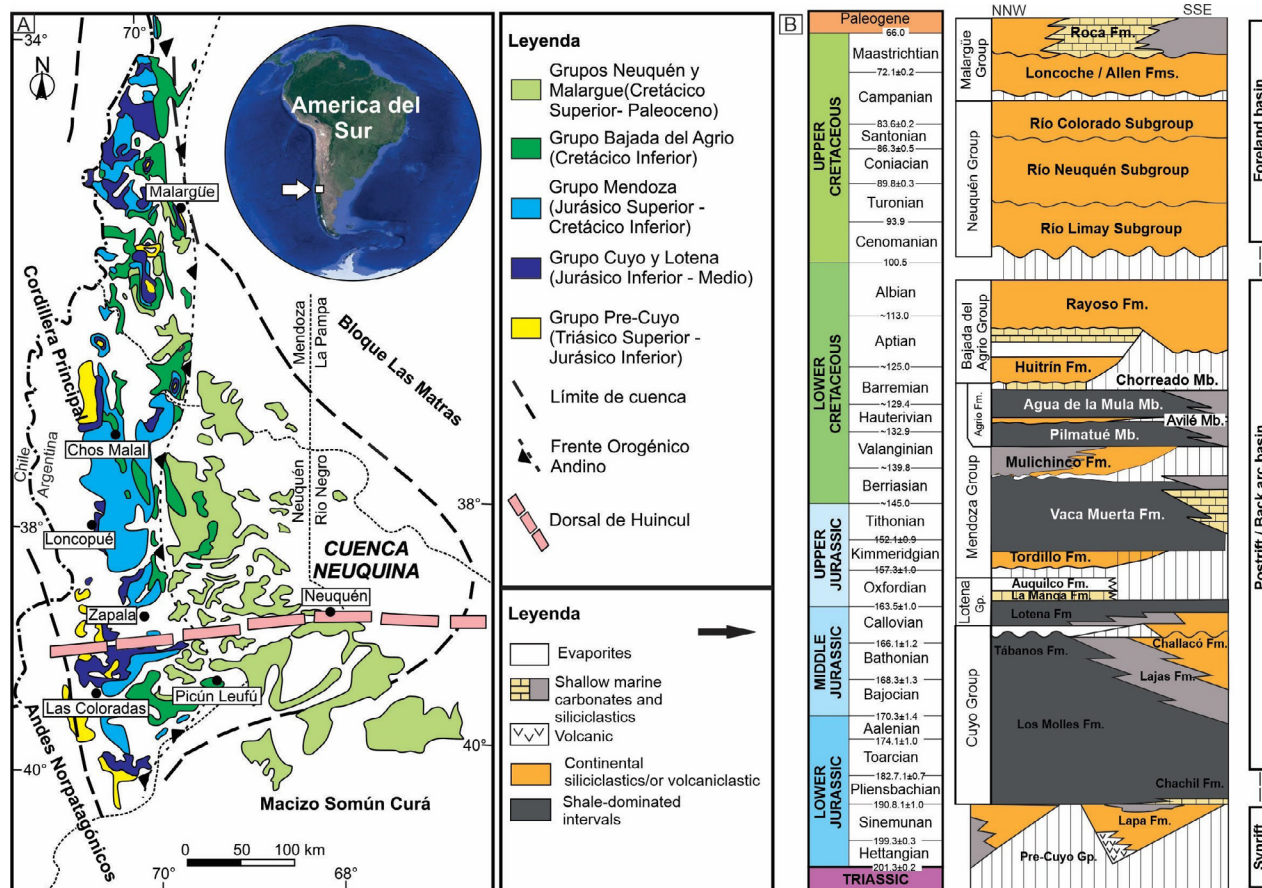 A
70°
34°
N
Malargüe
Cordillera Principal
Chile
Argentina
Chos Malal
Loncopué
38°
Zapala
Las Coloradas
Picún Leufú
Neuquén
CUENCA
NEUQUINA
Mendoza
La Pampa
Neuquén
Río Negro
Bloque Las Matras
38°
40°
40°
Andes Norpatagónicos
Macizo Somún Curá
0 50 100 km
70°
68°
America del
Sur
Leyenda
Grupos Neuquén y
Malargue(Cretácico
Superior- Paleoceno)
Grupo Bajada del Agrio
(Cretácico Inferior)
Grupo Mendoza
(Jurásico Superior -
Cretácico Inferior)
Grupo Cuyo y Lotena
(Jurásico Inferior - Medio)
Grupo Pre-Cuyo
(Triásico Superior -
Jurásico Inferior)
Límite de cuenca
Frente Orogénico
Andino
Dorsal de Huincul
Leyenda
Evaporites
Shallow marine
carbonates and
siliciclastics
Volcanic
Continental
siliciclastics/or volcaniclastic
Shale-dominated
intervals
B
Paleogene
66.0
Maastrichtian
72.1±0.2
Campanian
83.6±0.2
Santonian
86.3±0.5
Coniacian
89.8±0.3
Turonian
93.9
Cenomanian
100.5
Albian
~113.0
Aptian
~125.0
Barremian
~129.4
Hauterivian
~132.9
Valanginian
~139.8
Berriasian
~145.0
Tithonian
152.1±0.9
Kimmeridgian
157.3±1.0
Oxfordian
163.5±1.0
Callovian
166.1±1.2
Bathonian
168.3±1.3
Bajocian
170.3±1.4
Aalenian
174.1±1.0
Toarcian
182.7.1±0.7
Pliensbachian
190.8.1±1.0
Sinemunan
199.3±0.3
Hettangian
201.3±0.2
TRIASSIC
UPPER
CRETACEOUS
LOWER
CRETACEOUS
UPPER
JURASSIC
MIDDLE
JURASSIC
LOWER
JURASSIC
NNW SSE
Malargüe
Group
Roca Fm.
Loncoche / Allen Fms.
Neuquén Group
Río Colorado Subgroup
Río Neuquén Subgroup
Río Limay Subgroup
Bajada del
Agrio Group
Rayoso Fm.
Huitrín Fm.
Chorreado Mb.
Agrio Fm.
Agua de la Mula Mb.
Avilé Mb.
Pilmatué Mb.
Mendoza Group
Mulichinco Fm.
Vaca Muerta Fm.
Tordillo Fm.
Lotena
Gp.
Auquilco Fm.
La Manga Fm.
Lotena Fm
Cuyo Group
Tábanos Fm.
Challacó Fm.
Lajas Fm.
Los Molles Fm.
Chachil Fm.
Lapa Fm.
Pre-Cuyo Gp.
Foreland basin
Postrift / Back arc basin
Synrift